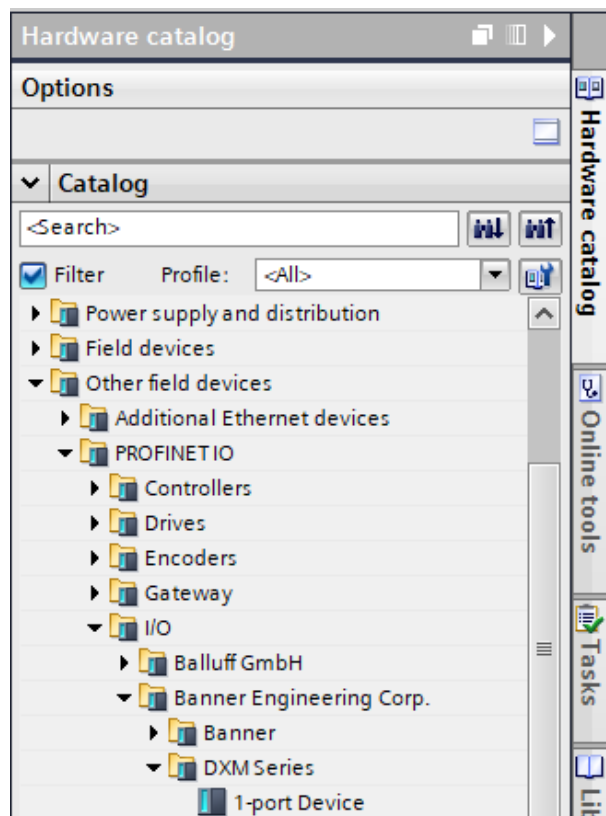 Hardware catalog
Options
Catalog
<Search>
Filter Profile: <All>
Power supply and distribution
Field devices
Other field devices
Additional Ethernet devices
PROFINET IO
Controllers
Drives
Encoders
Gateway
I/O
Balluff GmbH
Banner Engineering Corp.
Banner
DXM Series
1-port Device
Hardware catalog
Online tools
Tasks
Lib